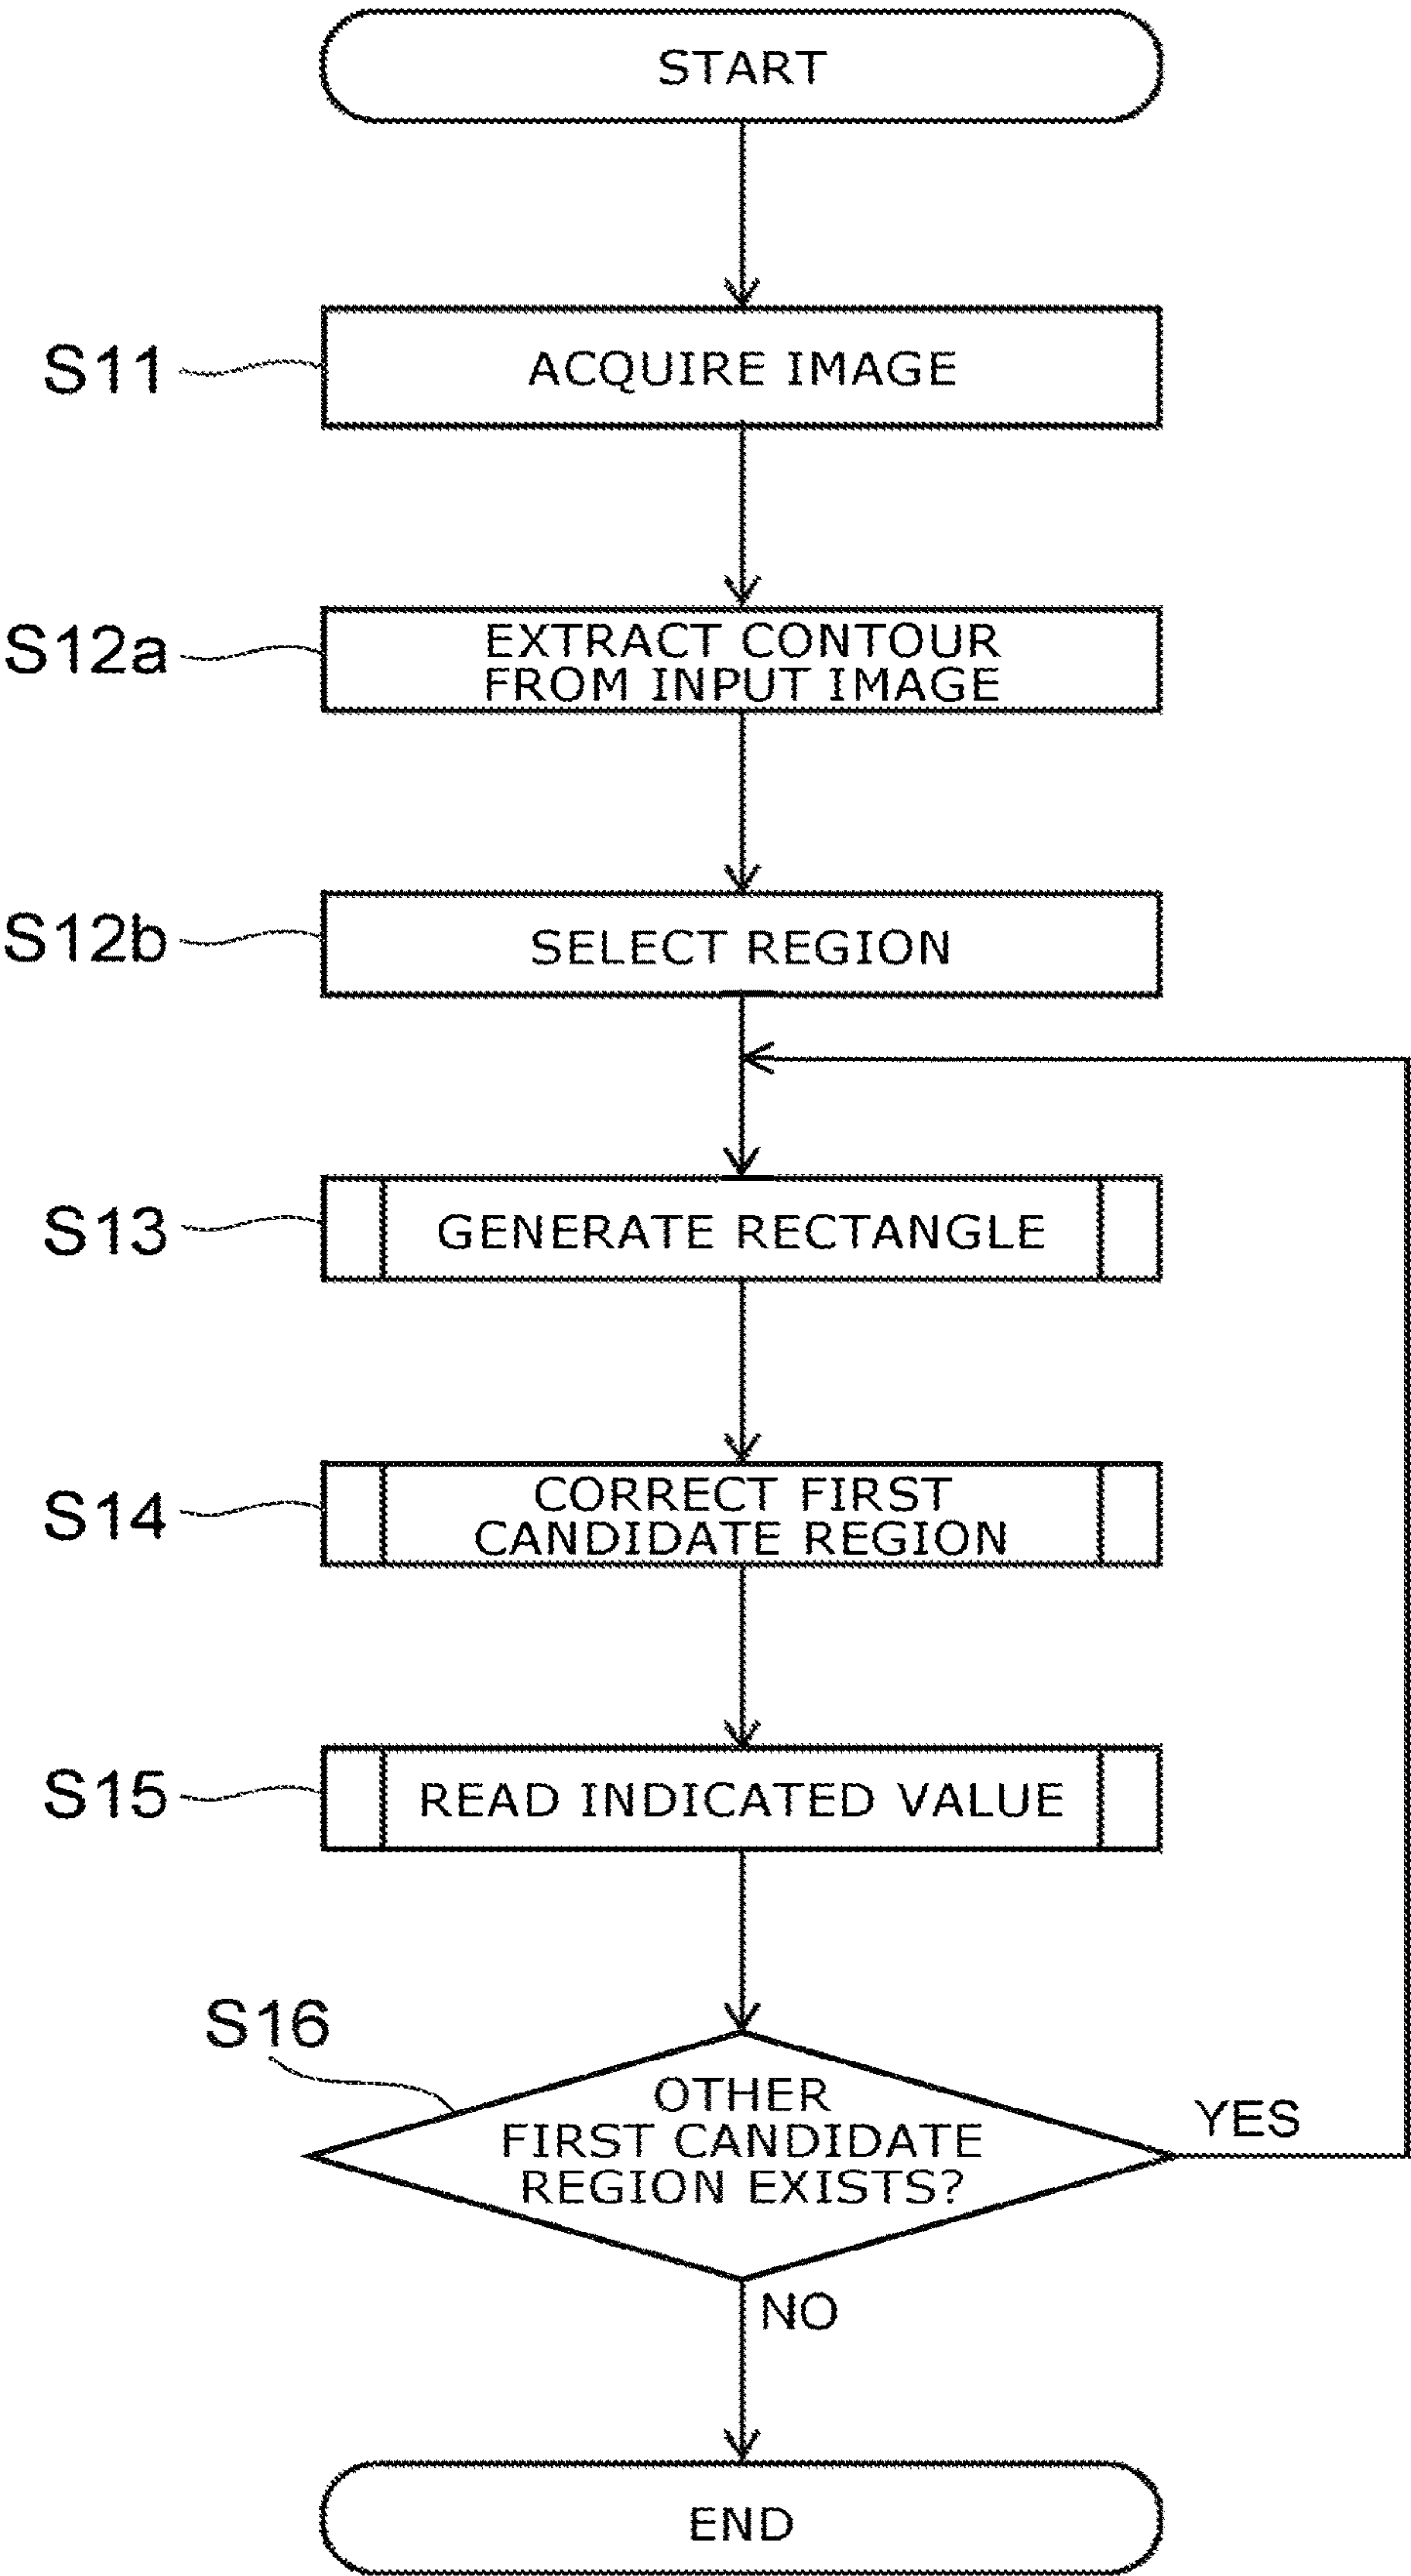 START
S11
ACQUIRE IMAGE
S12a
EXTRACT CONTOUR
FROM INPUT IMAGE
S12b
SELECT REGION
S13
GENERATE RECTANGLE
S14
CORRECT FIRST
CANDIDATE REGION
S15
READ INDICATED VALUE
S16
OTHER
FIRST CANDIDATE
REGION EXISTS?
YES
NO
END